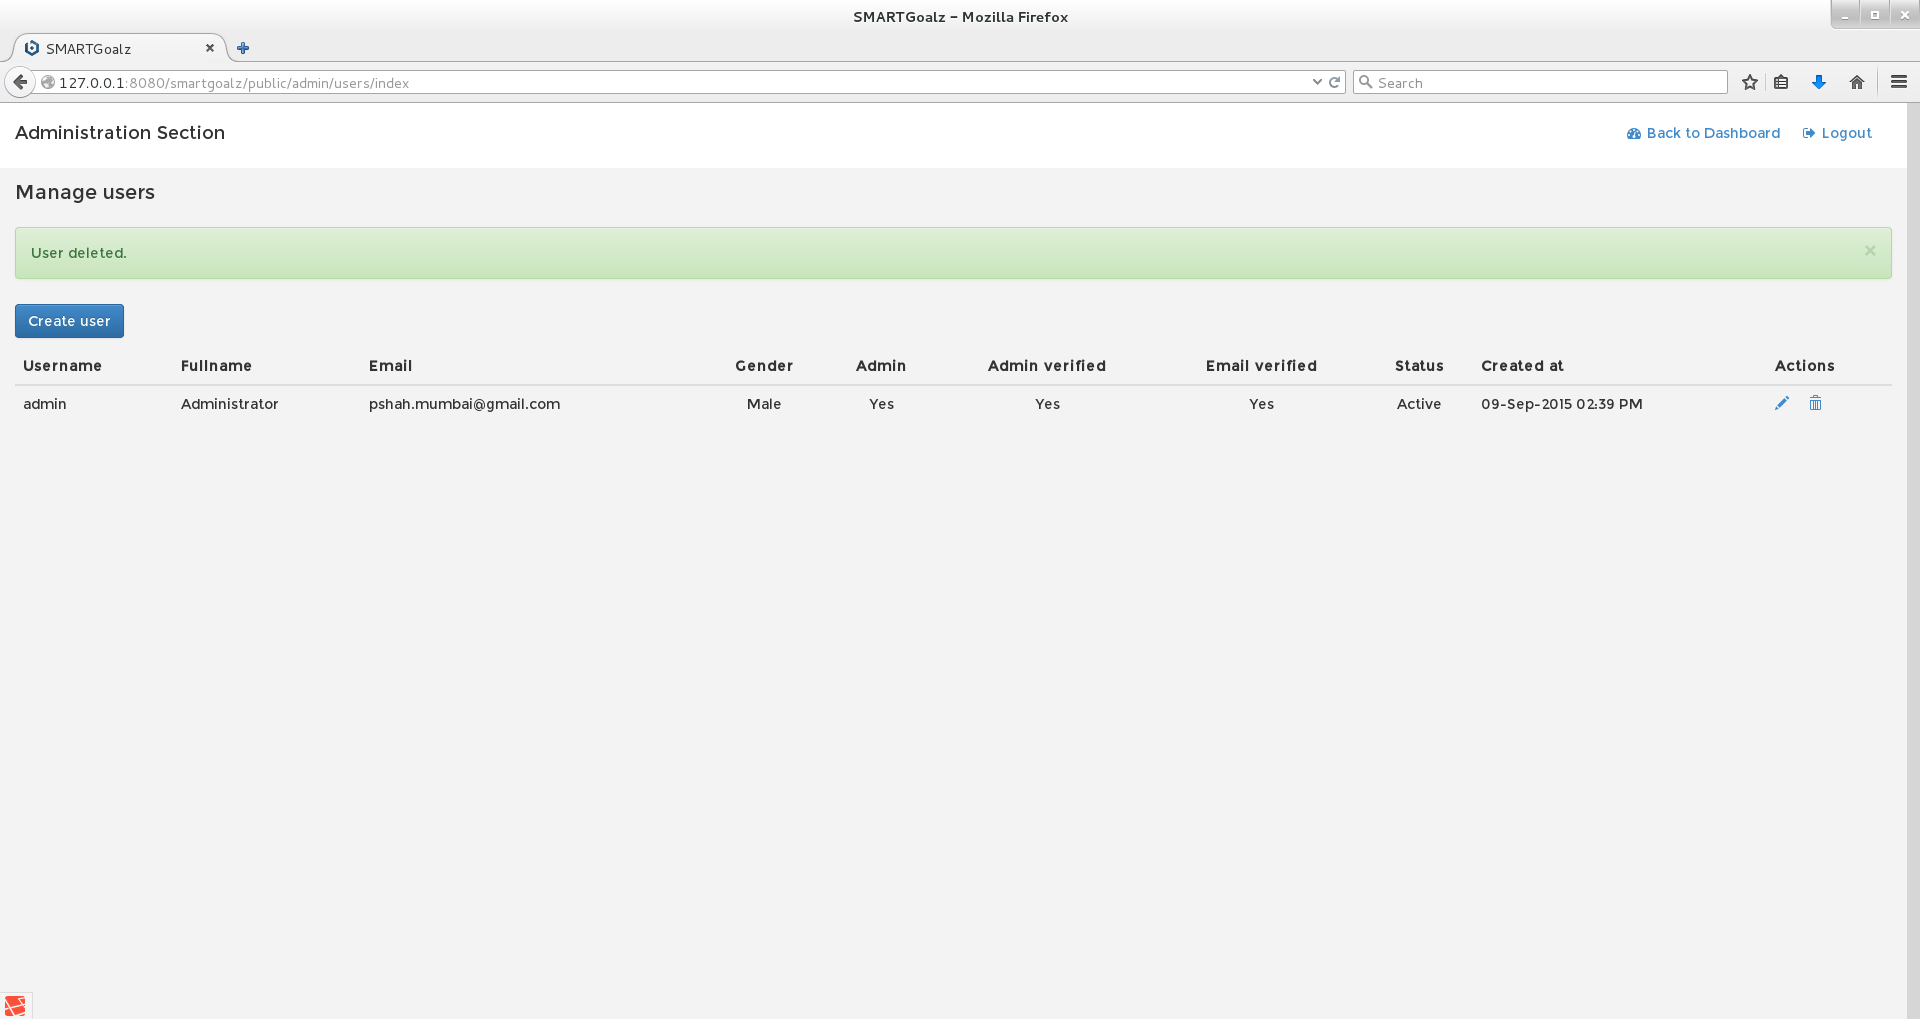 SMARTGoalz - Mozilla Firefox
SMARTGoalz
127.0.0.1:8080/smartgoalz/public/admin/users/index
Search
Administration Section
Back to Dashboard
Logout
Manage users
User deleted.
Create user
Username Fullname Email Gender Admin Admin verified Email verified Status Created at Actions
admin Administrator pshah.mumbai@gmail.com Male Yes Yes Yes Active 09-Sep-2015 02:39 PM